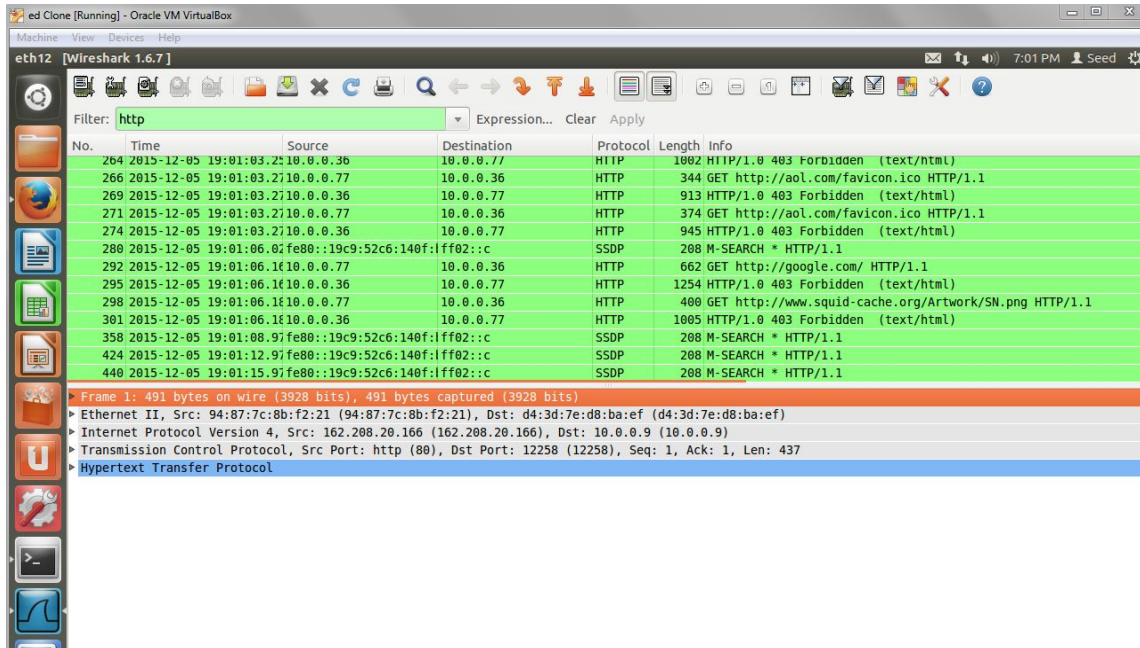 ed Clone [Running] - Oracle VM VirtualBox
Machine View Devices Help
eth12 [Wireshark 1.6.7 ] 7:01 PM Seed
Filter: http Expression... Clear Apply
No. Time Source Destination Protocol Length Info
264 2015-12-05 19:01:03.25 10.0.0.36 10.0.0.77 HTTP 1002 HTTP/1.0 403 Forbidden (text/html)
266 2015-12-05 19:01:03.27 10.0.0.77 10.0.0.36 HTTP 344 GET http://aol.com/favicon.ico HTTP/1.1
269 2015-12-05 19:01:03.27 10.0.0.36 10.0.0.77 HTTP 913 HTTP/1.0 403 Forbidden (text/html)
271 2015-12-05 19:01:03.27 10.0.0.77 10.0.0.36 HTTP 374 GET http://aol.com/favicon.ico HTTP/1.1
274 2015-12-05 19:01:03.27 10.0.0.36 10.0.0.77 HTTP 945 HTTP/1.0 403 Forbidden (text/html)
280 2015-12-05 19:01:06.02 fe80::19c9:52c6:140f: ff02::c SSDP 208 M-SEARCH * HTTP/1.1
292 2015-12-05 19:01:06.16 10.0.0.77 10.0.0.36 HTTP 662 GET http://google.com/ HTTP/1.1
295 2015-12-05 19:01:06.16 10.0.0.36 10.0.0.77 HTTP 1254 HTTP/1.0 403 Forbidden (text/html)
298 2015-12-05 19:01:06.18 10.0.0.77 10.0.0.36 HTTP 400 GET http://www.squid-cache.org/Artwork/SN.png HTTP/1.1
301 2015-12-05 19:01:06.18 10.0.0.36 10.0.0.77 HTTP 1005 HTTP/1.0 403 Forbidden (text/html)
358 2015-12-05 19:01:08.97 fe80::19c9:52c6:140f: ff02::c SSDP 208 M-SEARCH * HTTP/1.1
424 2015-12-05 19:01:12.97 fe80::19c9:52c6:140f: ff02::c SSDP 208 M-SEARCH * HTTP/1.1
440 2015-12-05 19:01:15.97 fe80::19c9:52c6:140f: ff02::c SSDP 208 M-SEARCH * HTTP/1.1
Frame 1: 491 bytes on wire (3928 bits), 491 bytes captured (3928 bits)
Ethernet II, Src: 94:87:7c:8b:f2:21 (94:87:7c:8b:f2:21), Dst: d4:3d:7e:d8:ba:ef (d4:3d:7e:d8:ba:ef)
Internet Protocol Version 4, Src: 162.208.20.166 (162.208.20.166), Dst: 10.0.0.9 (10.0.0.9)
Transmission Control Protocol, Src Port: http (80), Dst Port: 12258 (12258), Seq: 1, Ack: 1, Len: 437
Hypertext Transfer Protocol